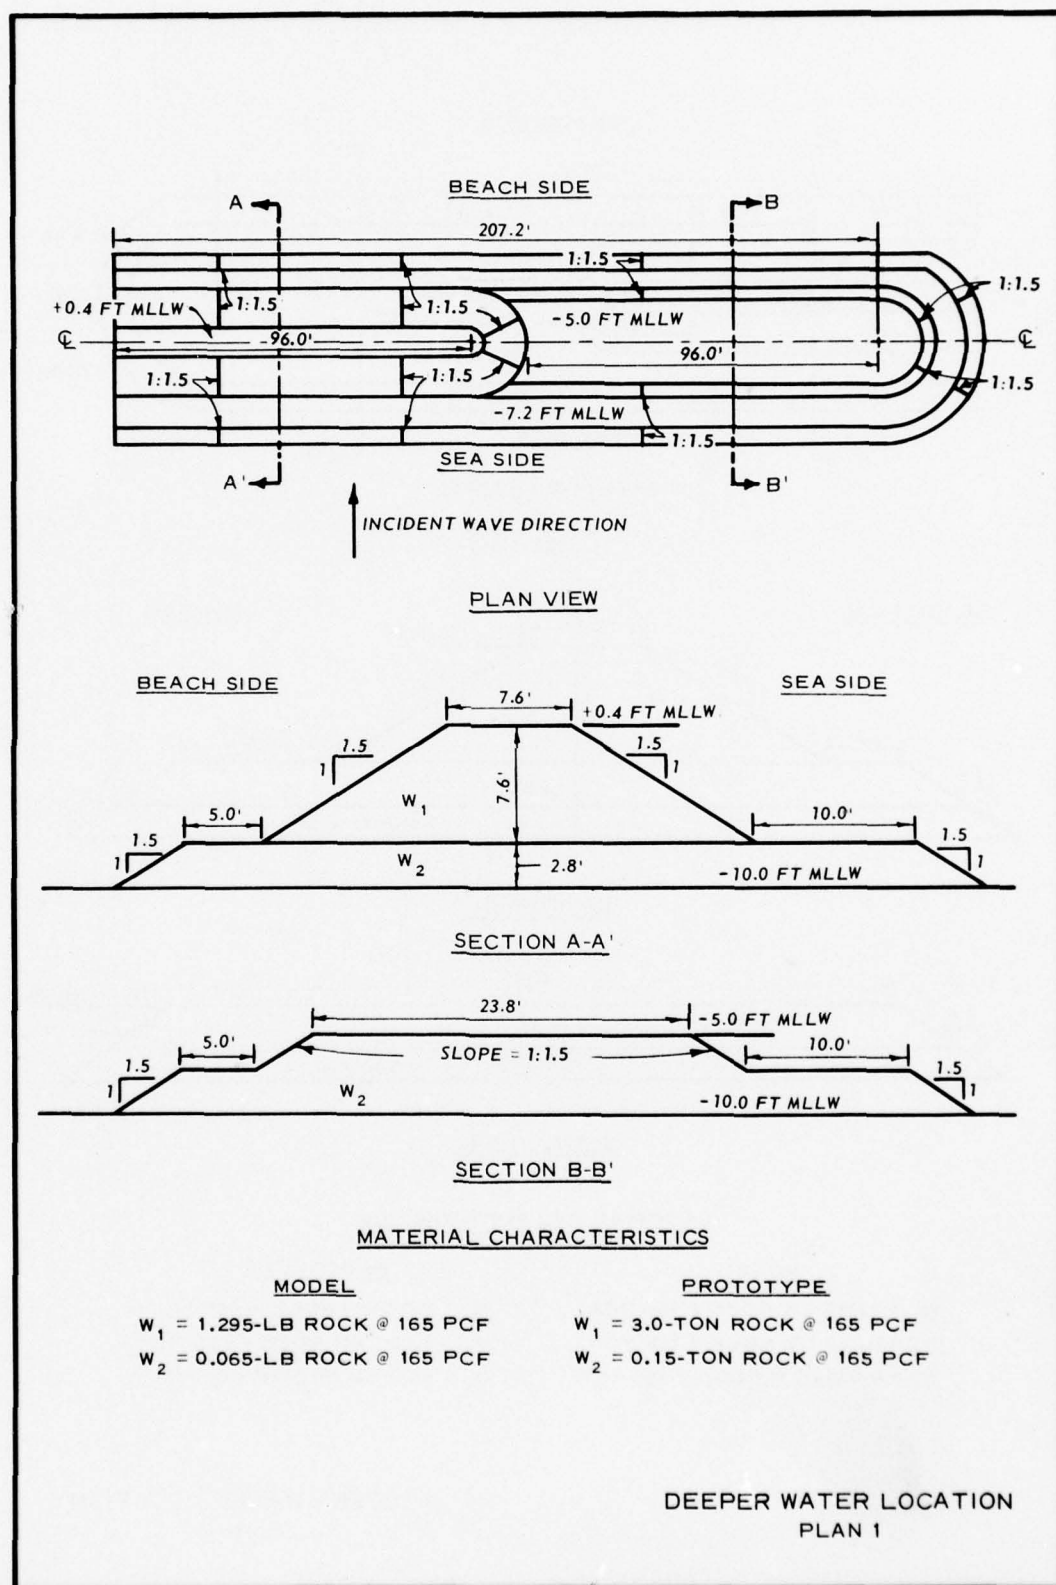 BEACH SIDE
A
B
207.2'
1:1.5
1:1.5
+0.4 FT MLLW
1:1.5
1:1.5
-5.0 FT MLLW
℄
96.0'
96.0'
℄
1:1.5
1:1.5
1:1.5
-7.2 FT MLLW
1:1.5
SEA SIDE
A'
B'
INCIDENT WAVE DIRECTION
PLAN VIEW
BEACH SIDE
SEA SIDE
7.6'
+0.4 FT MLLW
1.5
1
1.5
1
7.6'
W1
5.0'
10.0'
1.5
1
1.5
1
W2
2.8'
-10.0 FT MLLW
SECTION A-A'
23.8'
-5.0 FT MLLW
5.0'
SLOPE = 1:1.5
10.0'
1.5
1
1.5
1
W2
-10.0 FT MLLW
SECTION B-B'
MATERIAL CHARACTERISTICS
MODEL
W1 = 1.295-LB ROCK @ 165 PCF
W2 = 0.065-LB ROCK @ 165 PCF
PROTOTYPE
W1 = 3.0-TON ROCK @ 165 PCF
W2 = 0.15-TON ROCK @ 165 PCF
DEEPER WATER LOCATION
PLAN 1